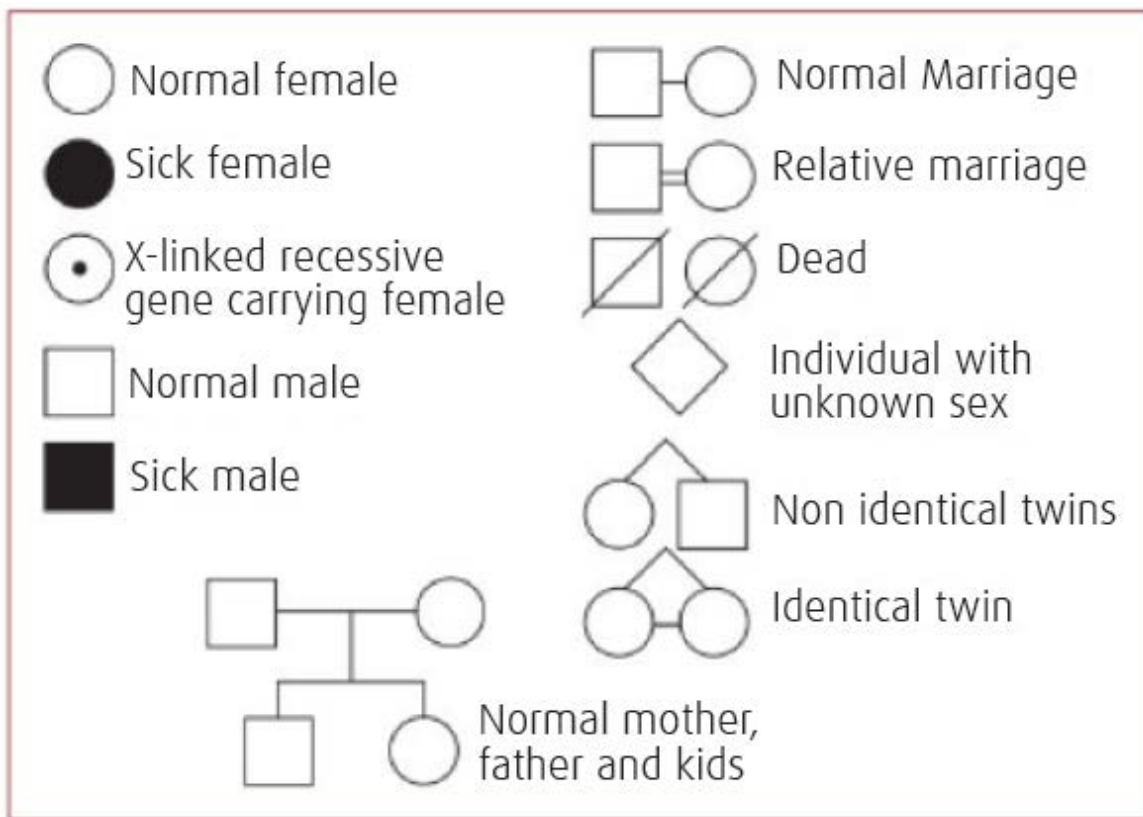 Normal female
Sick female
X-linked recessive
gene carrying female
Normal male
Sick male
Normal mother,
father and kids
Normal Marriage
Relative marriage
Dead
Individual with
unknown sex
Non identical twins
Identical twin